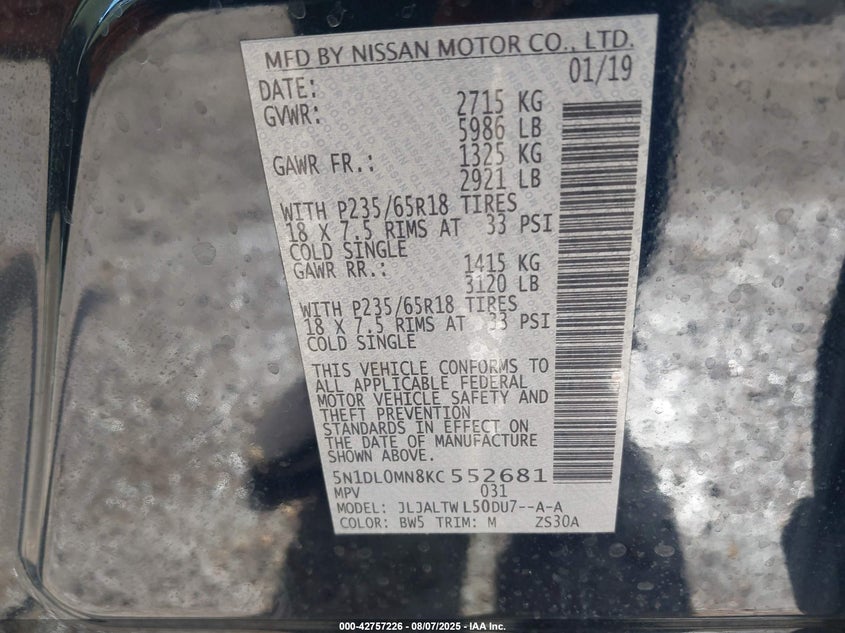 MFD BY NISSAN MOTOR CO., LTD.
01/19
DATE:
GVWR: 2715 KG
5986 LB
GAWR FR.: 1325 KG
2921 LB
WITH P235/65R18 TIRES
18 X 7.5 RIMS AT 33 PSI
COLD SINGLE
GAWR RR.: 1415 KG
3120 LB
WITH P235/65R18 TIRES
18 X 7.5 RIMS AT 33 PSI
COLD SINGLE
THIS VEHICLE CONFORMS TO
ALL APPLICABLE FEDERAL
MOTOR VEHICLE SAFETY AND
THEFT PREVENTION
STANDARDS IN EFFECT ON
THE DATE OF MANUFACTURE
SHOWN ABOVE.
5N1DL0MN8KC552681
MPV 031
MODEL: JLJALTWL50DU7--A-A
COLOR: BW5 TRIM: M ZS30A
000-42757226 - 08/07/2025 - IAA Inc.